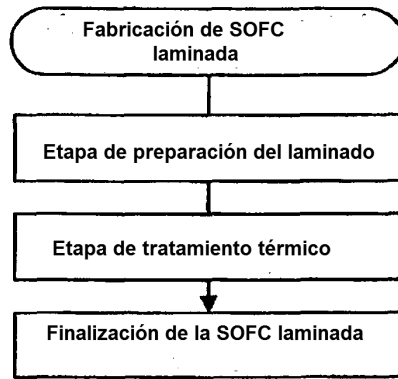 Fabricación de SOFC
laminada
Etapa de preparación del laminado
Etapa de tratamiento térmico
Finalización de la SOFC laminada